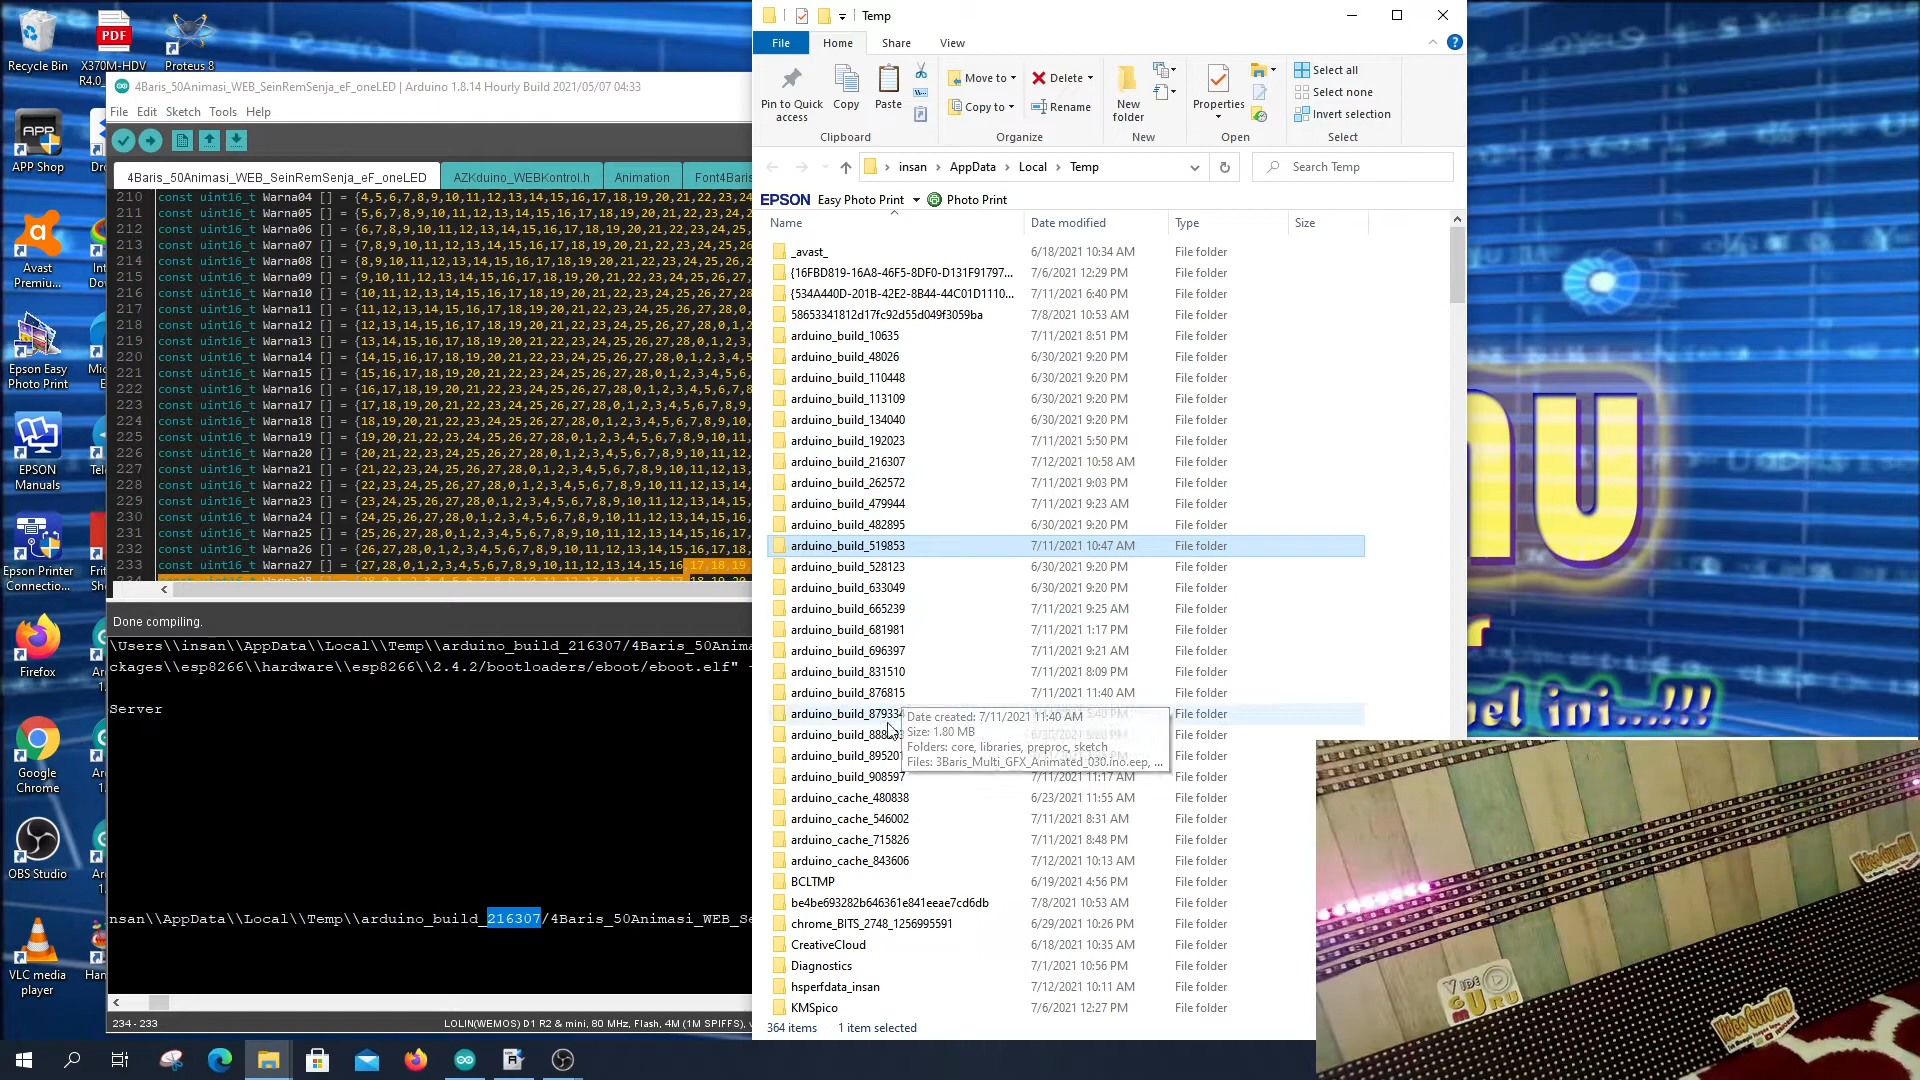 Recycle Bin
X370M-HDV
R4.0_
Proteus 8
APP Shop
Avast
Premiu...
Epson Easy
Photo Print
EPSON
Manuals
Epson Printer
Connectio...
Firefox
Google
Chrome
OBS Studio
VLC media
player
4Baris_50Animasi_WEB_SeinRemSenja_eF_oneLED | Arduino 1.8.14 Hourly Build 2021/05/07 04:33
File Edit Sketch Tools Help
4Baris_50Animasi_WEB_SeinRemSenja_eF_oneLED AZKduino_WEBKontrol.h Animation Font4Baris
210 const uint16_t Warna04 [] = {4,5,6,7,8,9,10,11,12,13,14,15,16,17,18,19,20,21,22,23,24
211 const uint16_t Warna05 [] = {5,6,7,8,9,10,11,12,13,14,15,16,17,18,19,20,21,22,23,24,2
212 const uint16_t Warna06 [] = {6,7,8,9,10,11,12,13,14,15,16,17,18,19,20,21,22,23,24,25,
213 const uint16_t Warna07 [] = {7,8,9,10,11,12,13,14,15,16,17,18,19,20,21,22,23,24,25,26
214 const uint16_t Warna08 [] = {8,9,10,11,12,13,14,15,16,17,18,19,20,21,22,23,24,25,26,2
215 const uint16_t Warna09 [] = {9,10,11,12,13,14,15,16,17,18,19,20,21,22,23,24,25,26,27,
216 const uint16_t Warna10 [] = {10,11,12,13,14,15,16,17,18,19,20,21,22,23,24,25,26,27,28
217 const uint16_t Warna11 [] = {11,12,13,14,15,16,17,18,19,20,21,22,23,24,25,26,27,28,0,
218 const uint16_t Warna12 [] = {12,13,14,15,16,17,18,19,20,21,22,23,24,25,26,27,28,0,1,2
219 const uint16_t Warna13 [] = {13,14,15,16,17,18,19,20,21,22,23,24,25,26,27,28,0,1,2,3,
220 const uint16_t Warna14 [] = {14,15,16,17,18,19,20,21,22,23,24,25,26,27,28,0,1,2,3,4,5
221 const uint16_t Warna15 [] = {15,16,17,18,19,20,21,22,23,24,25,26,27,28,0,1,2,3,4,5,6,
222 const uint16_t Warna16 [] = {16,17,18,19,20,21,22,23,24,25,26,27,28,0,1,2,3,4,5,6,7,8
223 const uint16_t Warna17 [] = {17,18,19,20,21,22,23,24,25,26,27,28,0,1,2,3,4,5,6,7,8,9,
224 const uint16_t Warna18 [] = {18,19,20,21,22,23,24,25,26,27,28,0,1,2,3,4,5,6,7,8,9,10,
225 const uint16_t Warna19 [] = {19,20,21,22,23,24,25,26,27,28,0,1,2,3,4,5,6,7,8,9,10,11,
226 const uint16_t Warna20 [] = {20,21,22,23,24,25,26,27,28,0,1,2,3,4,5,6,7,8,9,10,11,12,
227 const uint16_t Warna21 [] = {21,22,23,24,25,26,27,28,0,1,2,3,4,5,6,7,8,9,10,11,12,13,
228 const uint16_t Warna22 [] = {22,23,24,25,26,27,28,0,1,2,3,4,5,6,7,8,9,10,11,12,13,14,
229 const uint16_t Warna23 [] = {23,24,25,26,27,28,0,1,2,3,4,5,6,7,8,9,10,11,12,13,14,15,
230 const uint16_t Warna24 [] = {24,25,26,27,28,0,1,2,3,4,5,6,7,8,9,10,11,12,13,14,15,16,
231 const uint16_t Warna25 [] = {25,26,27,28,0,1,2,3,4,5,6,7,8,9,10,11,12,13,14,15,16,17,
232 const uint16_t Warna26 [] = {26,27,28,0,1,2,3,4,5,6,7,8,9,10,11,12,13,14,15,16,17,18,
233 const uint16_t Warna27 [] = {27,28,0,1,2,3,4,5,6,7,8,9,10,11,12,13,14,15,16,17,18,19,
Done compiling.
\Users\\insan\\AppData\\Local\\Temp\\arduino_build_216307/4Baris_50Anima
ckages\\esp8266\\hardware\\esp8266\\2.4.2/bootloaders/eboot/eboot.elf" -
Server
nsan\\AppData\\Local\\Temp\\arduino_build_216307/4Baris_50Animasi_WEB_Se
234 - 233 LOLIN(WEMOS) D1 R2 & mini, 80 MHz, Flash, 4M (1M SPIFFS), v
Temp
File Home Share View
Pin to Quick
access
Copy
Paste
Move to
Copy to
Delete
Rename
New
folder
Properties
Select all
Select none
Invert selection
Clipboard Organize New Open Select
insan AppData Local Temp
Search Temp
EPSON Easy Photo Print Photo Print
Name Date modified Type Size
_avast_ 6/18/2021 10:34 AM File folder
{16FBD819-16A8-46F5-8DF0-D131F91797... 7/6/2021 12:29 PM File folder
{534A440D-201B-42E2-8B44-44C01D1110... 7/11/2021 6:40 PM File folder
58653341812d17fc92d55d049f3059ba 7/8/2021 10:53 AM File folder
arduino_build_10635 7/11/2021 8:51 PM File folder
arduino_build_48026 6/30/2021 9:20 PM File folder
arduino_build_110448 6/30/2021 9:20 PM File folder
arduino_build_113109 6/30/2021 9:20 PM File folder
arduino_build_134040 6/30/2021 9:20 PM File folder
arduino_build_192023 7/11/2021 5:50 PM File folder
arduino_build_216307 7/12/2021 10:58 AM File folder
arduino_build_262572 7/11/2021 9:03 PM File folder
arduino_build_479944 7/11/2021 9:23 AM File folder
arduino_build_482895 6/30/2021 9:20 PM File folder
arduino_build_519853 7/11/2021 10:47 AM File folder
arduino_build_528123 6/30/2021 9:20 PM File folder
arduino_build_633049 6/30/2021 9:20 PM File folder
arduino_build_665239 7/11/2021 9:25 AM File folder
arduino_build_681981 7/11/2021 1:17 PM File folder
arduino_build_696397 7/11/2021 9:21 AM File folder
arduino_build_831510 7/11/2021 8:09 PM File folder
arduino_build_876815 7/11/2021 11:40 AM File folder
arduino_build_879334 File folder
File folder
arduino_build_895201 File folder
arduino_build_908597 7/11/2021 11:17 AM File folder
Date created: 7/11/2021 11:40 AM
Size: 1.80 MB
Folders: core, libraries, preproc, sketch
Files: 3Baris_Multi_GFX_Animated_030.ino.eep, ...
arduino_cache_480838 6/23/2021 11:55 AM File folder
arduino_cache_546002 7/11/2021 8:31 AM File folder
arduino_cache_715826 7/11/2021 8:48 PM File folder
arduino_cache_843606 7/12/2021 10:13 AM File folder
BCLTMP 6/19/2021 4:56 PM File folder
be4be693282b646361e841eeae7cd6db 7/8/2021 10:53 AM File folder
chrome_BITS_2748_1256995591 6/29/2021 10:26 PM File folder
CreativeCloud 6/18/2021 10:35 AM File folder
Diagnostics 7/1/2021 10:56 PM File folder
hsperfdata_insan 7/12/2021 10:11 AM File folder
KMSpico 7/6/2021 12:27 PM File folder
364 items 1 item selected
ini...!!!
VIDEO
GURU
Video Guru MU